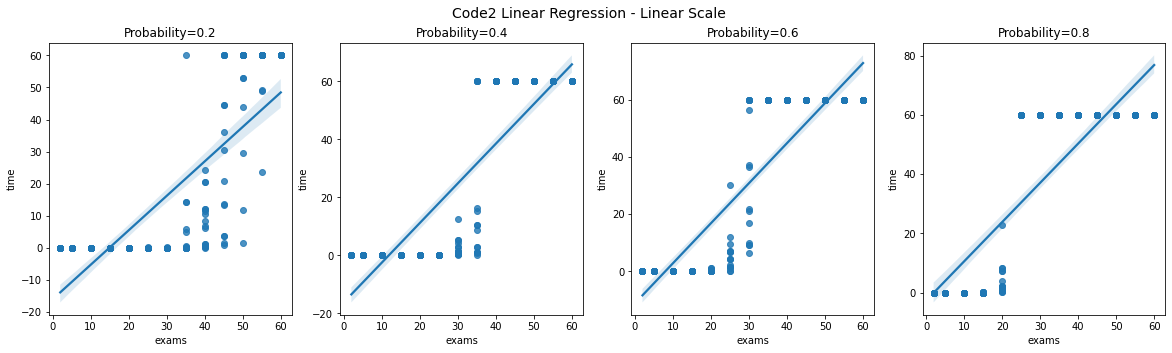 Code2 Linear Regression - Linear Scale
Probability=0.2
Probability=0.4
Probability=0.6
Probability=0.8
time
60
50
40
30
20
10
0
−10
−20
0 10 20 30 40 50 60
exams
time
60
40
20
0
−20
0 10 20 30 40 50 60
exams
time
60
40
20
0
0 10 20 30 40 50 60
exams
time
80
60
40
20
0
0 10 20 30 40 50 60
exams